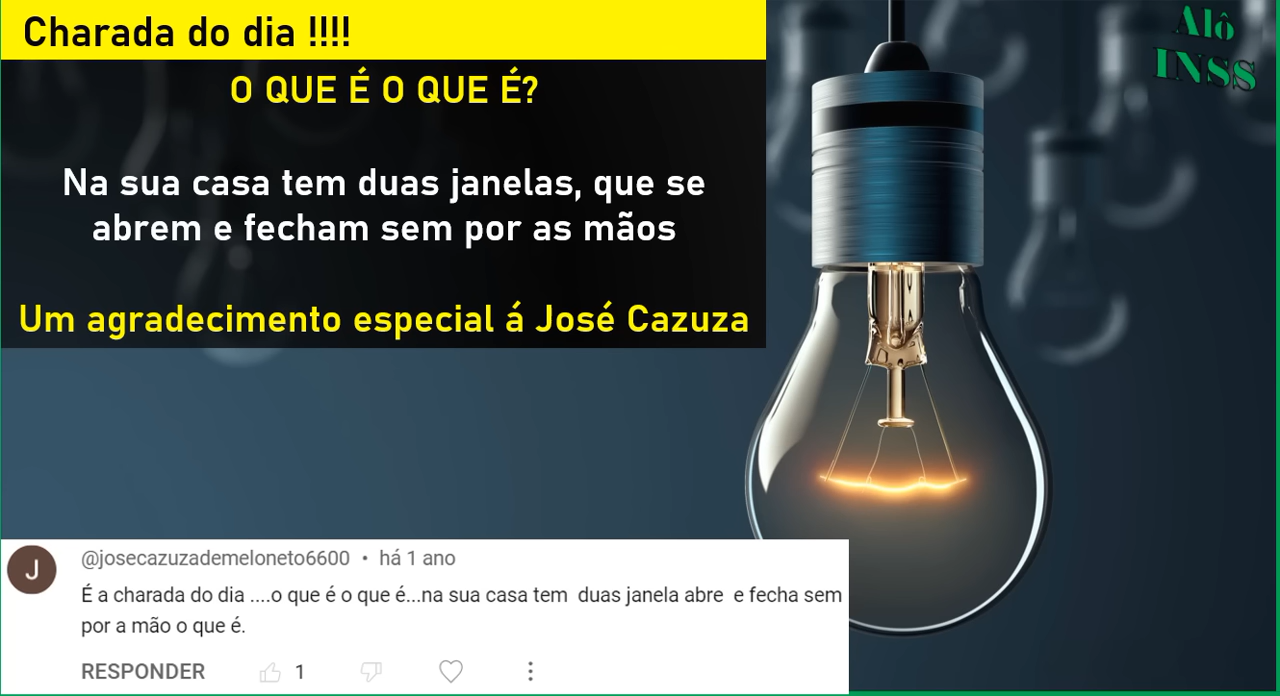 Charada do dia !!!!
Alô
INSS
O QUE É O QUE É?
Na sua casa tem duas janelas, que se
abrem e fecham sem por as mãos
Um agradecimento especial á José Cazuza
J
@josecazuzademeloneto6600 • há 1 ano
É a charada do dia ....o que é o que é...na sua casa tem duas janela abre e fecha sem
por a mão o que é.
RESPONDER 1